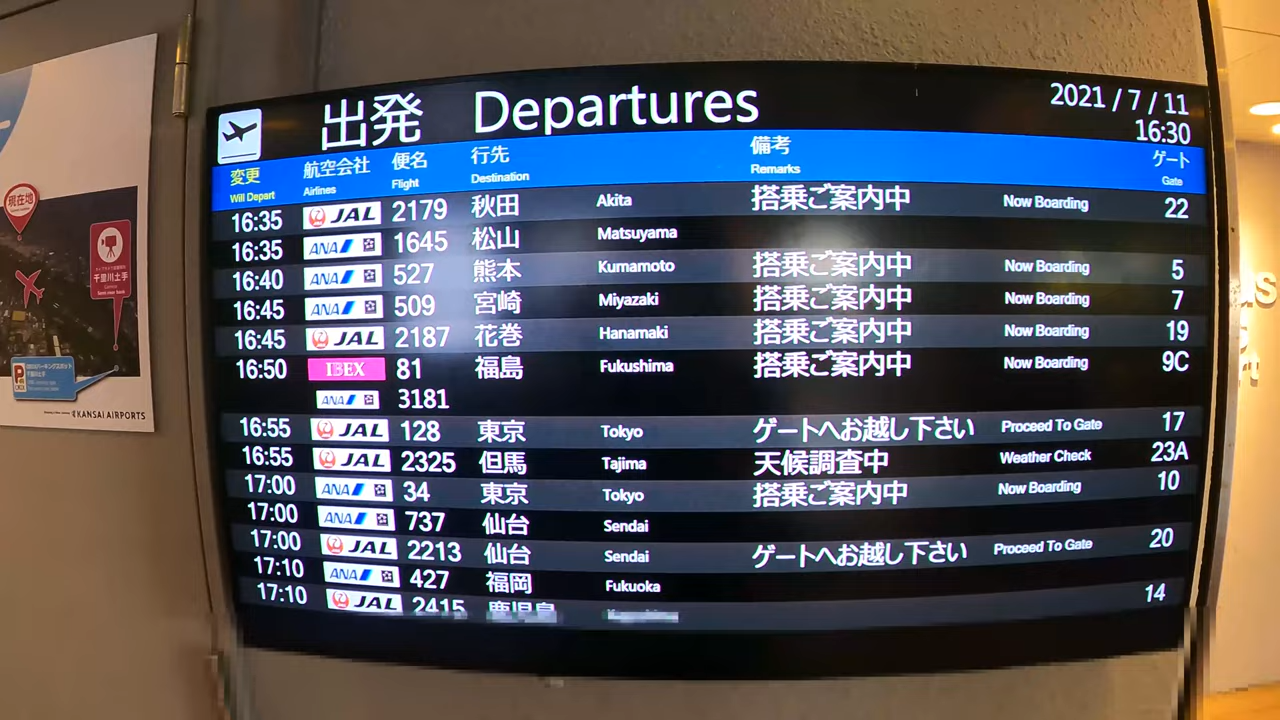 出発 Departures 2021 / 7 / 11
16:30
変更 航空会社 便名 行先 備考 ゲート
Will Depart Airlines Flight Destination Remarks Gate
16:35 JAL 2179 秋田 Akita 搭乗ご案内中 Now Boarding 22
16:35 ANA 1645 松山 Matsuyama
16:40 ANA 527 熊本 Kumamoto 搭乗ご案内中 Now Boarding 5
16:45 ANA 509 宮崎 Miyazaki 搭乗ご案内中 Now Boarding 7
16:45 JAL 2187 花巻 Hanamaki 搭乗ご案内中 Now Boarding 19
16:50 IBEX 81 福島 Fukushima 搭乗ご案内中 Now Boarding 9C
ANA 3181
16:55 JAL 128 東京 Tokyo ゲートへお越し下さい Proceed To Gate 17
16:55 JAL 2325 但馬 Tajima 天候調査中 Weather Check 23A
17:00 ANA 34 東京 Tokyo 搭乗ご案内中 Now Boarding 10
17:00 ANA 737 仙台 Sendai
17:00 JAL 2213 仙台 Sendai ゲートへお越し下さい Proceed To Gate 20
17:10 ANA 427 福岡 Fukuoka
17:10 JAL 2415 鹿児島 14
現在地
千里川土手
KANSAI AIRPORTS